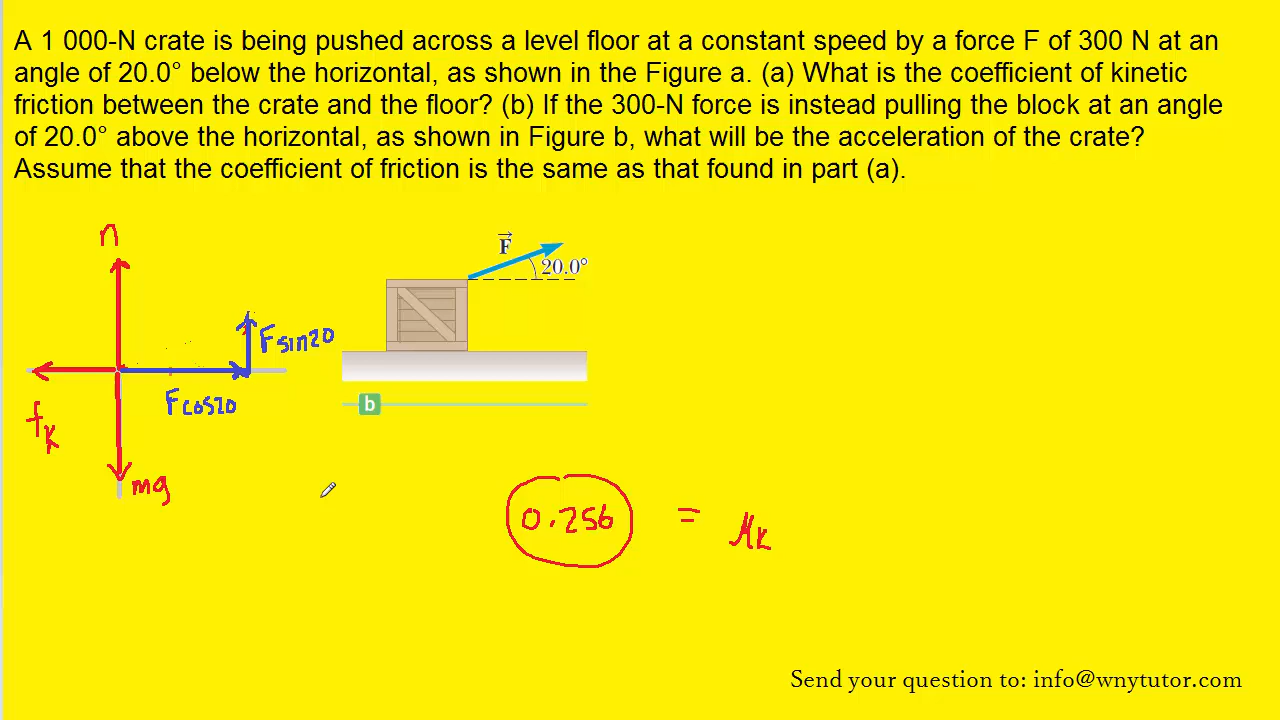 A 1 000-N crate is being pushed across a level floor at a constant speed by a force F of 300 N at an
angle of 20.0° below the horizontal, as shown in the Figure a. (a) What is the coefficient of kinetic
friction between the crate and the floor? (b) If the 300-N force is instead pulling the block at an angle
of 20.0° above the horizontal, as shown in Figure b, what will be the acceleration of the crate?
Assume that the coefficient of friction is the same as that found in part (a).
n
F⃗
20.0°
F sin20
F cos20
b
fk
mg
0.256 = μk
Send your question to: info@wnytutor.com